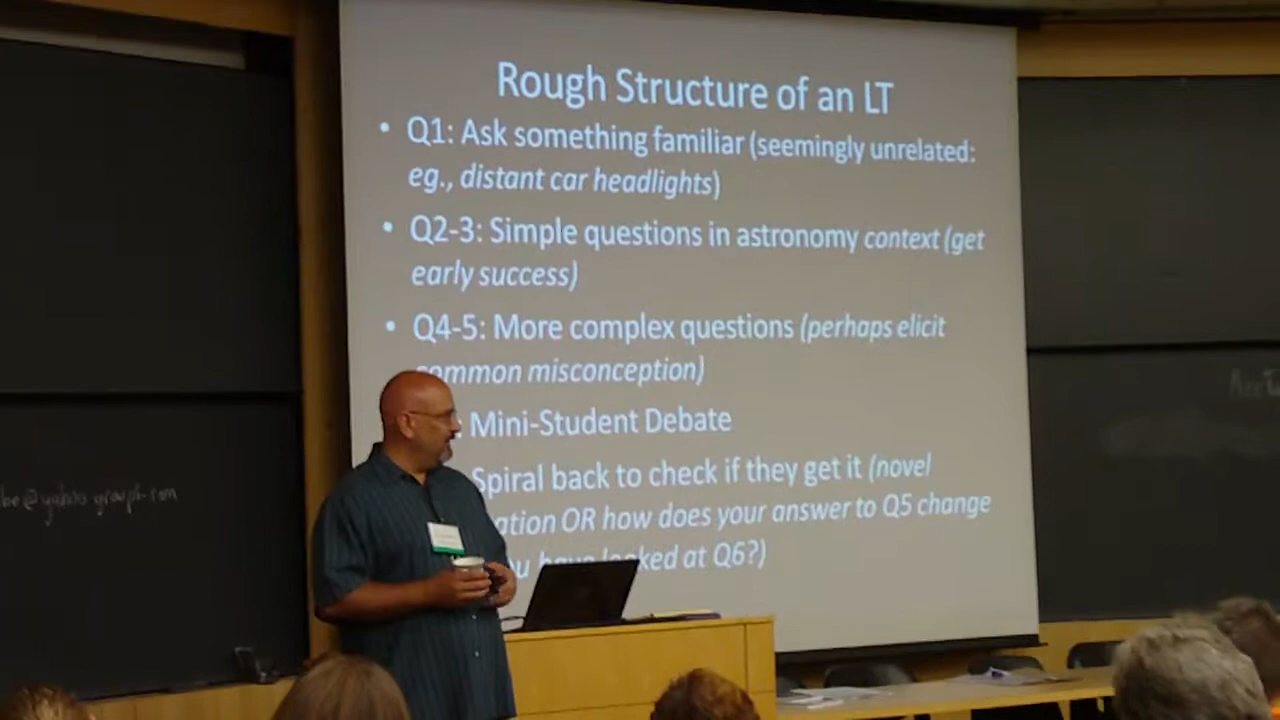 Rough Structure of an LT
• Q1: Ask something familiar (seemingly unrelated:
eg., distant car headlights)
• Q2-3: Simple questions in astronomy context (get
early success)
• Q4-5: More complex questions (perhaps elicit
common misconception)
: Mini-Student Debate
Spiral back to check if they get it (novel
ation OR how does your answer to Q5 change
you have looked at Q6?)